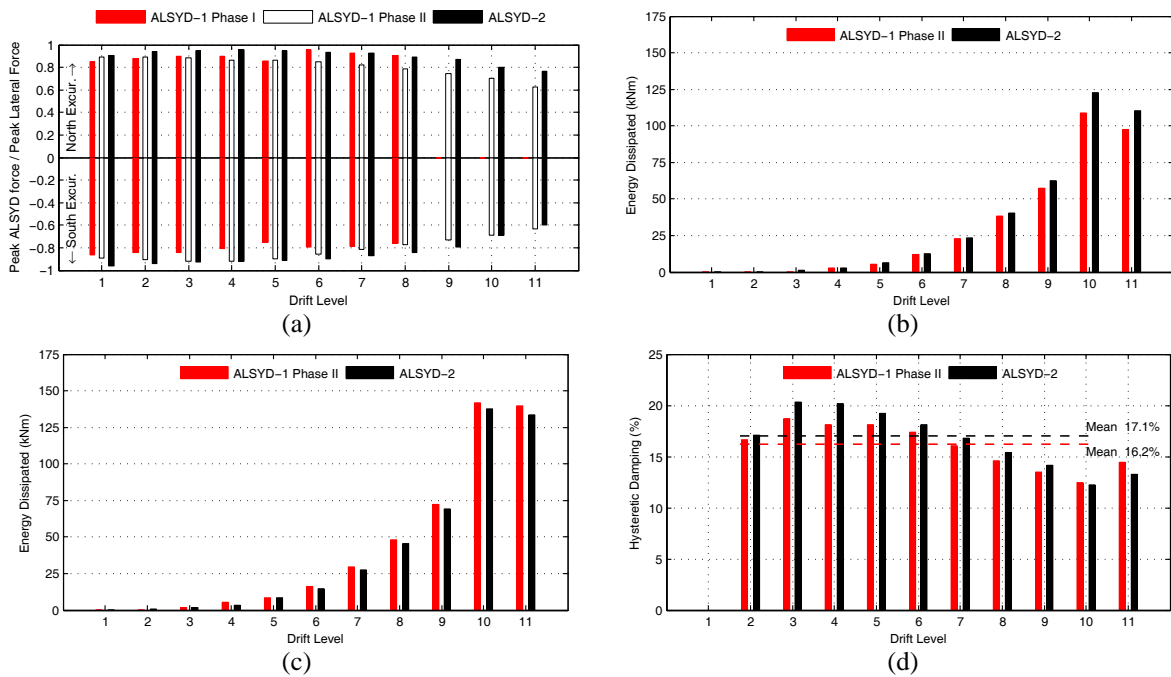 ALSYD-1 Phase I ALSYD-1 Phase II ALSYD-2
Peak ALSYD force / Peak Lateral Force
← South Excur. North Excur. →
1
0.8
0.6
0.4
0.2
0
−0.2
−0.4
−0.6
−0.8
−1
1 2 3 4 5 6 7 8 9 10 11
Drift Level
(a)
ALSYD-1 Phase II ALSYD-2
Energy Dissipated (kNm)
175
150
125
100
75
50
25
0
1 2 3 4 5 6 7 8 9 10 11
Drift Level
(b)
ALSYD-1 Phase II ALSYD-2
Energy Dissipated (kNm)
175
150
125
100
75
50
25
0
1 2 3 4 5 6 7 8 9 10 11
Drift Level
(c)
ALSYD-1 Phase II ALSYD-2
Hysteretic Damping (%)
25
20
15
10
5
0
Mean 17.1%
Mean 16.2%
1 2 3 4 5 6 7 8 9 10 11
Drift Level
(d)